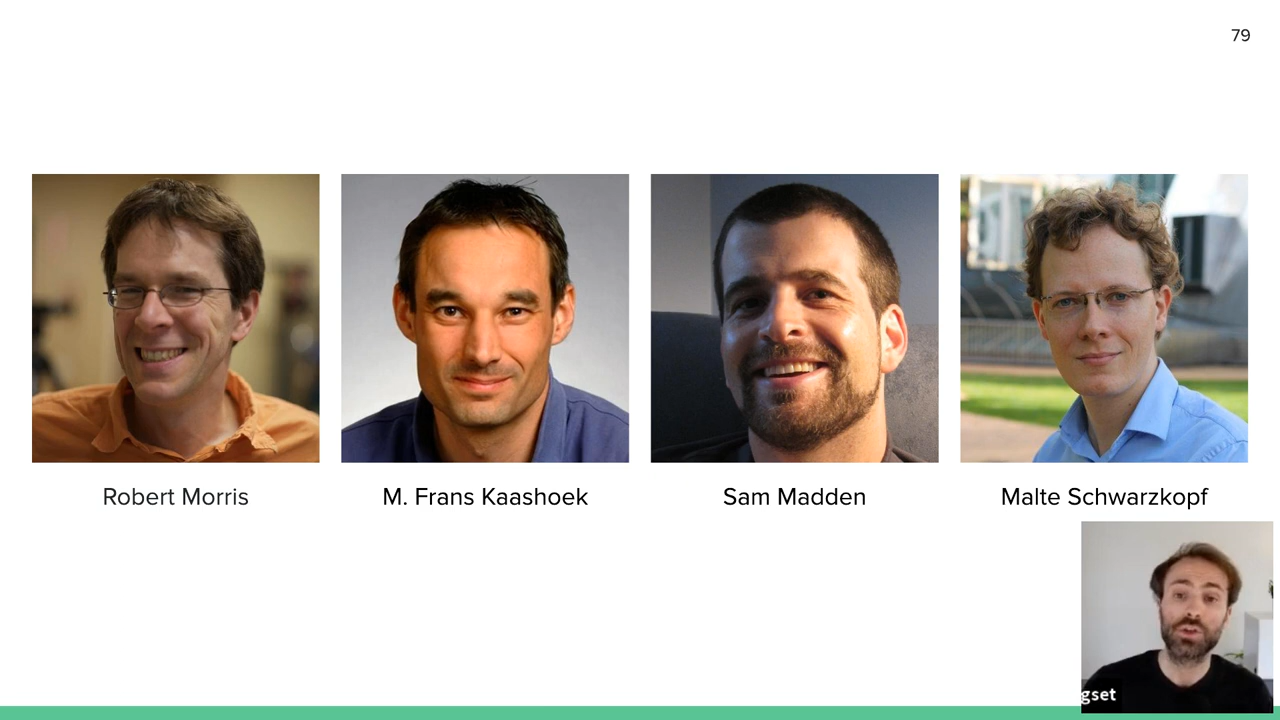 79
Robert Morris
M. Frans Kaashoek
Sam Madden
Malte Schwarzkopf
gset